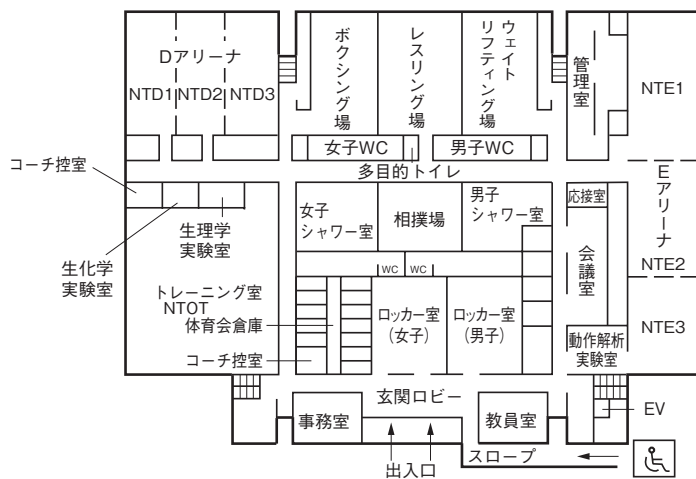 Dアリーナ
NTD1
NTD2
NTD3
ボクシング場
レスリング場
ウェイト
リフティング場
管理室
NTE1
女子WC
男子WC
多目的トイレ
コーチ控室
Eアリーナ
生理学
実験室
生化学
実験室
女子
シャワー室
相撲場
男子
シャワー室
応接室
会議室
NTE2
WC
WC
トレーニング室
NTOT
体育会倉庫
コーチ控室
ロッカー室
(女子)
ロッカー室
(男子)
動作解析
実験室
NTE3
玄関ロビー
事務室
教員室
EV
出入口
スロープ